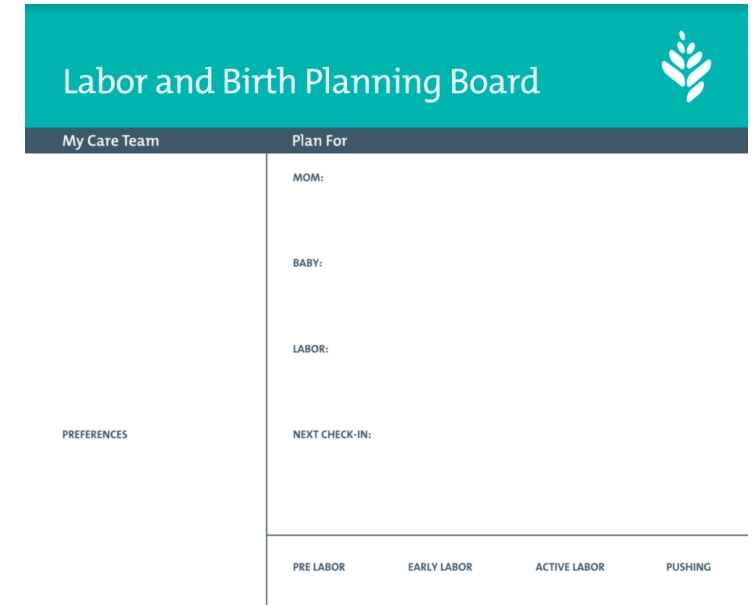 Labor and Birth Planning Board
My Care Team
Plan For
MOM:
BABY:
LABOR:
PREFERENCES
NEXT CHECK-IN:
PRE LABOR EARLY LABOR ACTIVE LABOR PUSHING